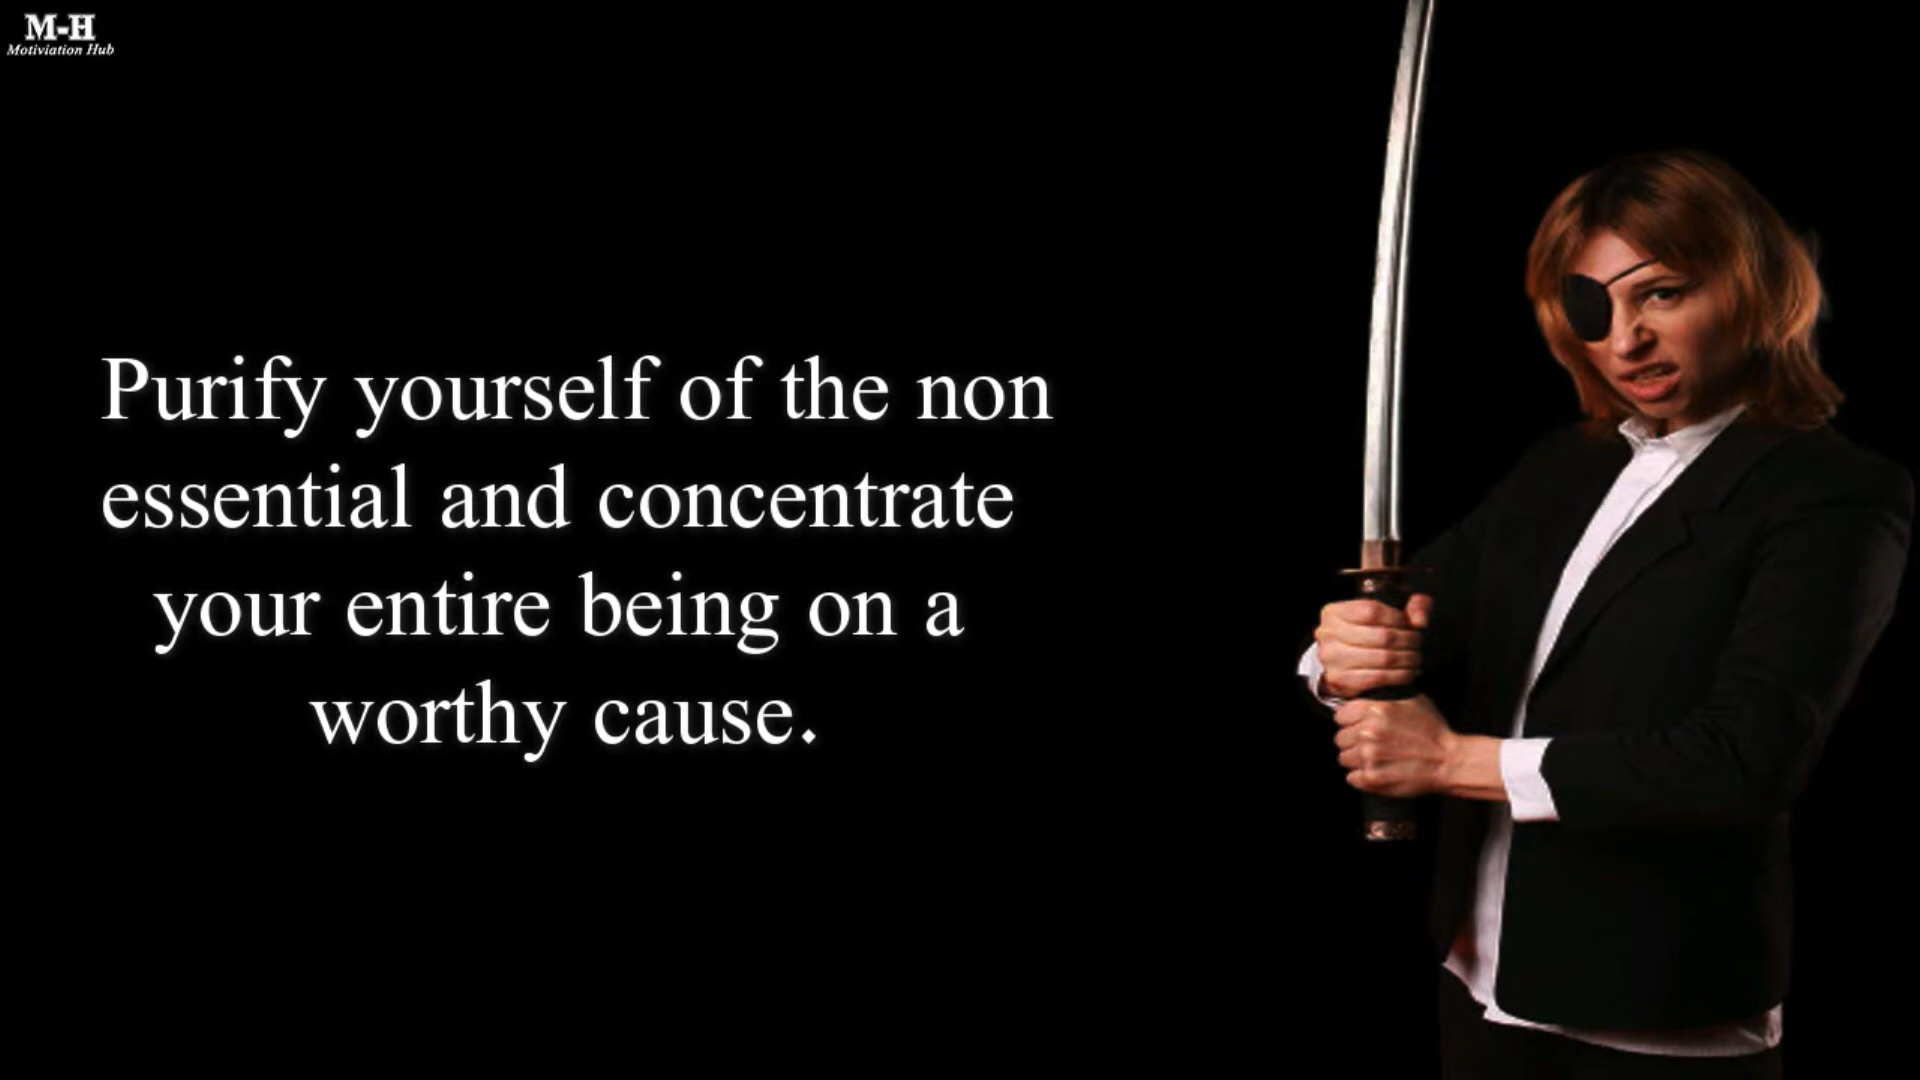 M-H
Motiviation Hub
Purify yourself of the non
essential and concentrate
your entire being on a
worthy cause.